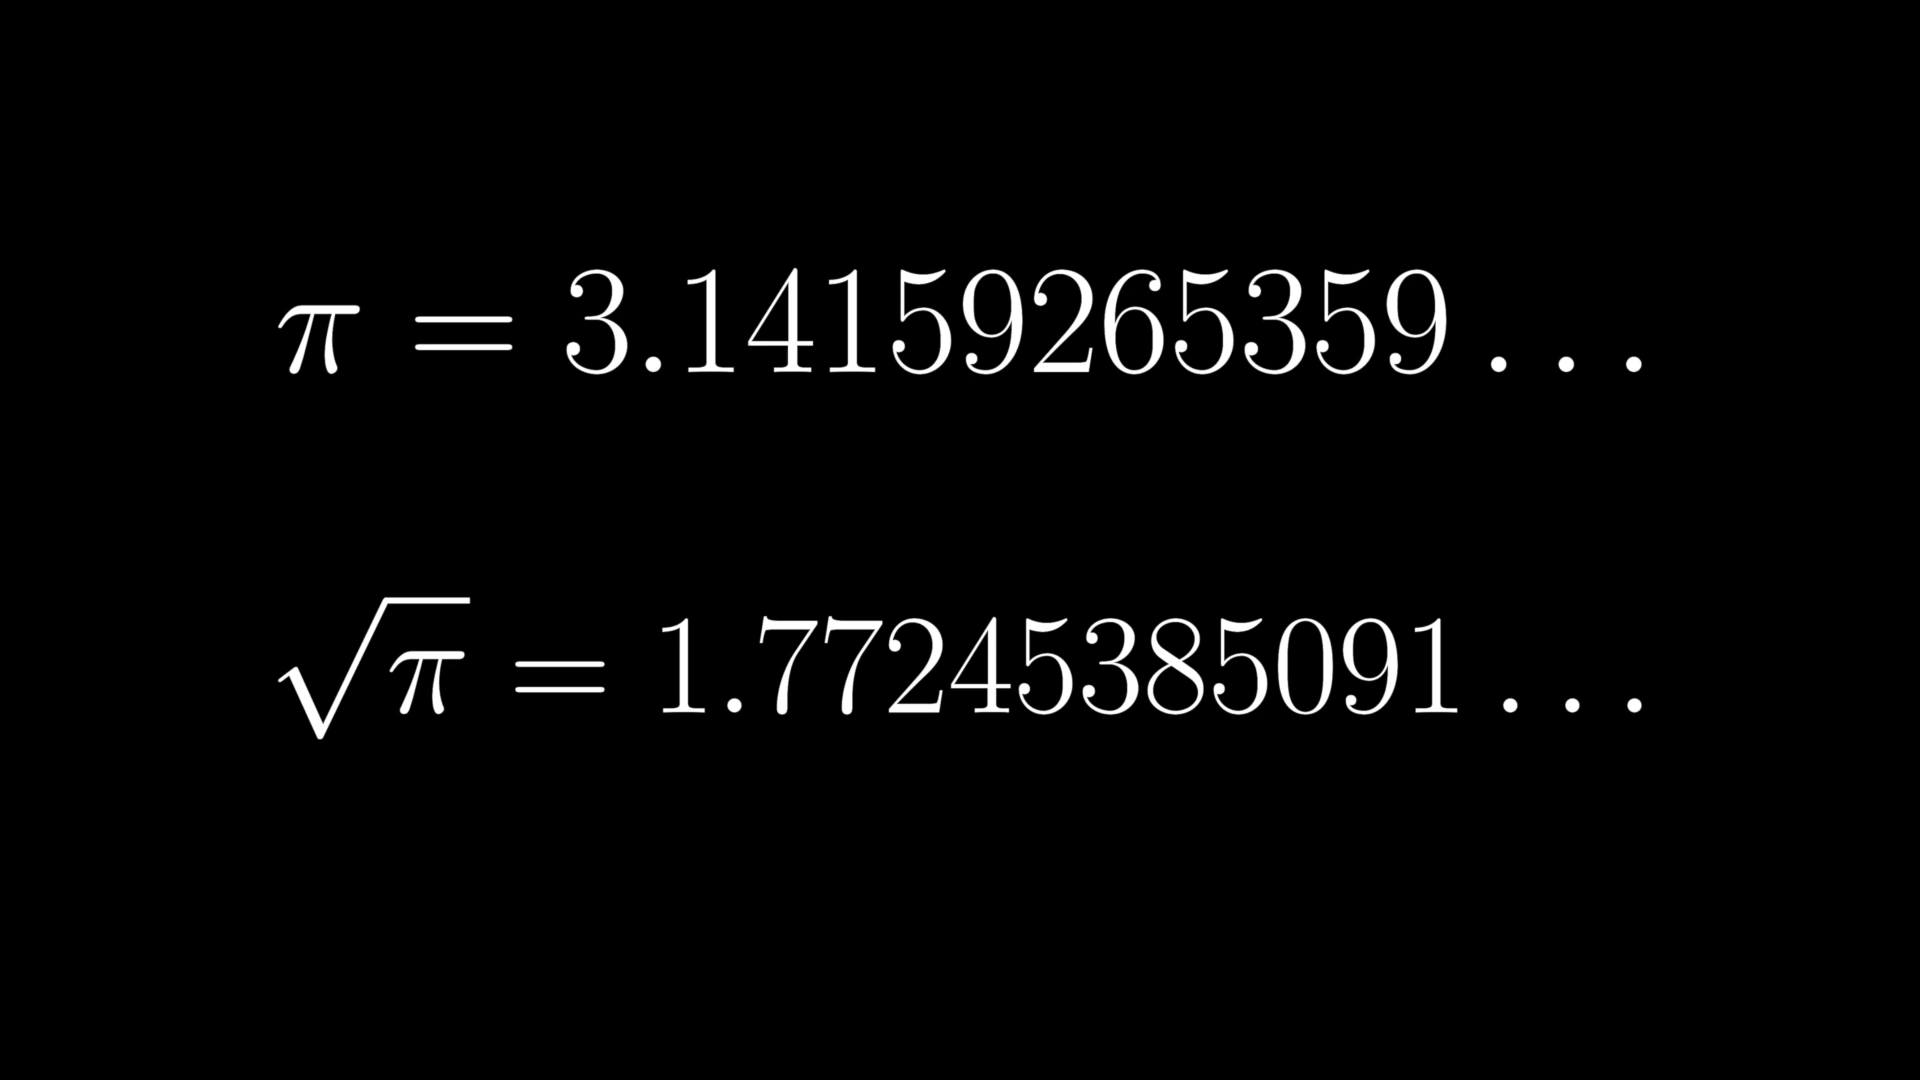 π = 3.14159265359...
√π = 1.77245385091...